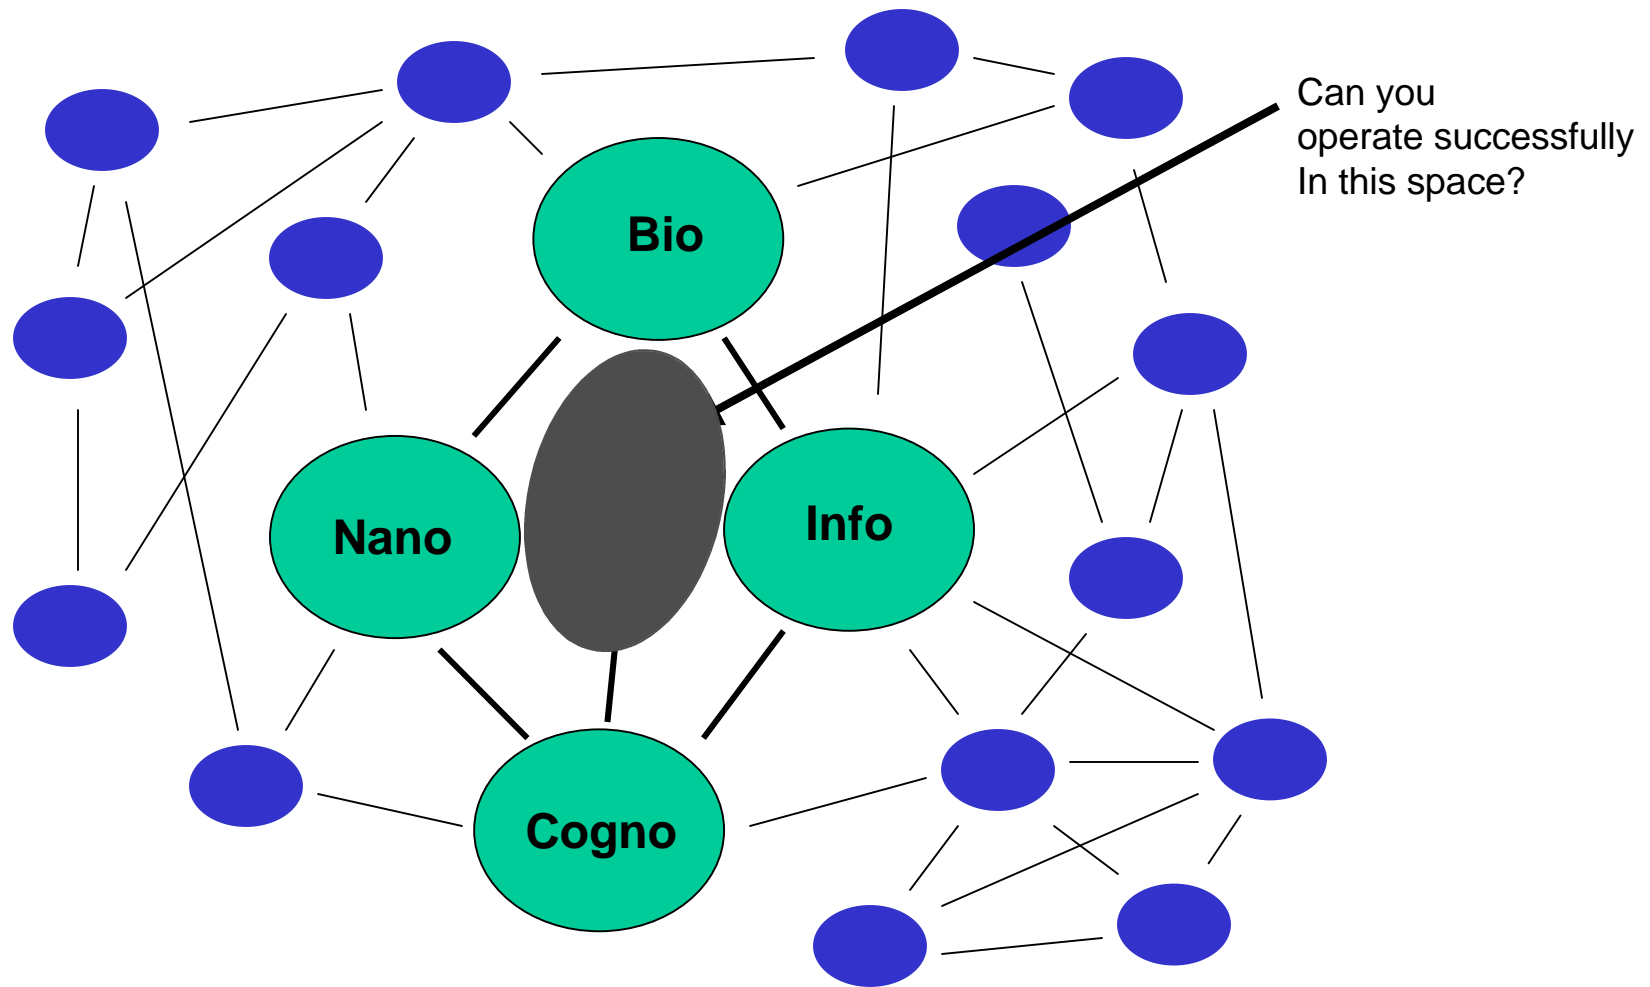 Can you
operate successfully
In this space?
Bio
Nano
Info
Cogno